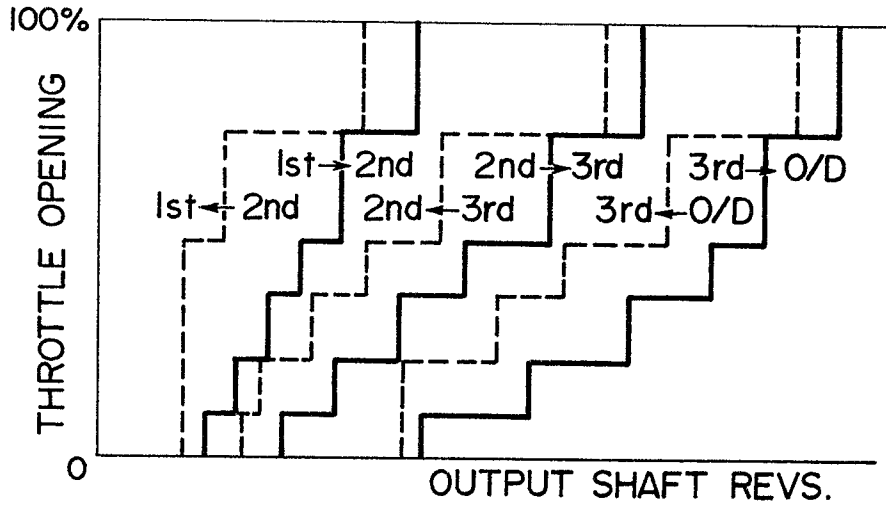 100%
THROTTLE OPENING
1st→2nd
2nd→3rd
3rd→O/D
1st←2nd
2nd←3rd
3rd←O/D
0
OUTPUT SHAFT REVS.